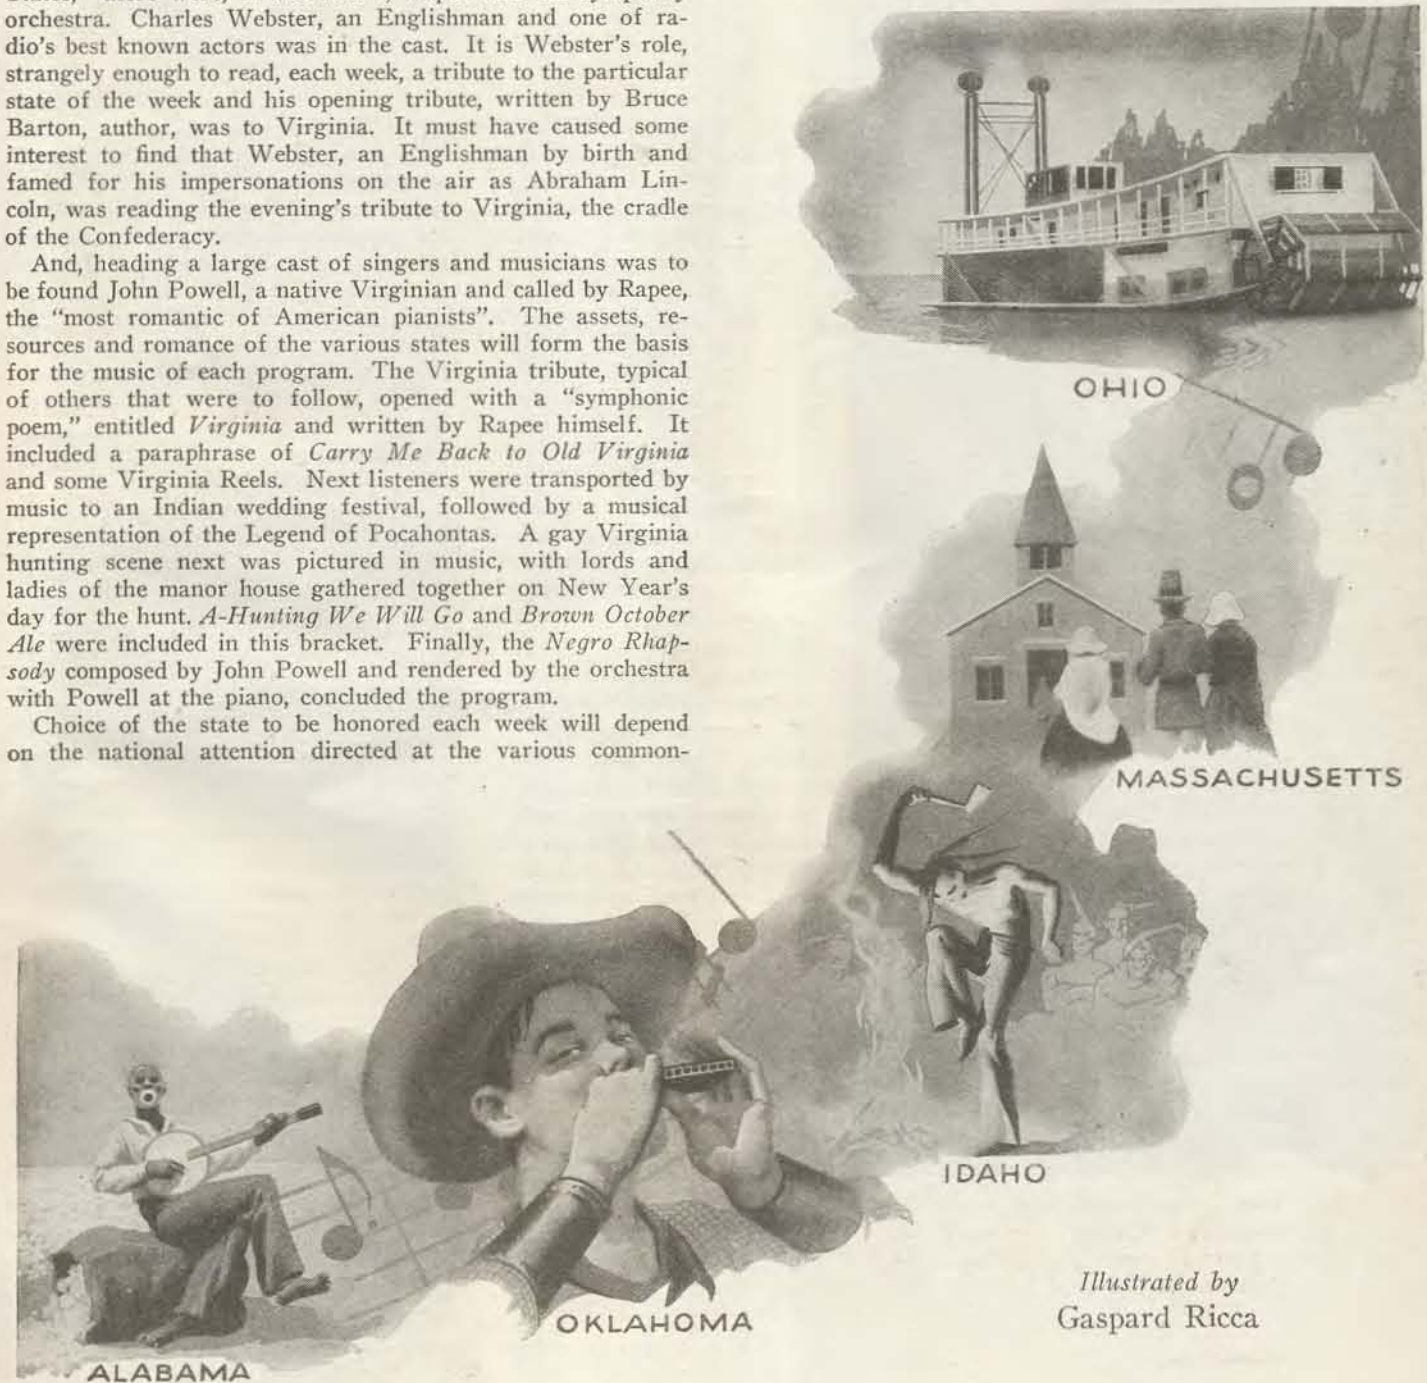 orchestra. Charles Webster, an Englishman and one of ra-
dio's best known actors was in the cast. It is Webster's role,
strangely enough to read, each week, a tribute to the particular
state of the week and his opening tribute, written by Bruce
Barton, author, was to Virginia. It must have caused some
interest to find that Webster, an Englishman by birth and
famed for his impersonations on the air as Abraham Lin-
coln, was reading the evening's tribute to Virginia, the cradle
of the Confederacy.
And, heading a large cast of singers and musicians was to
be found John Powell, a native Virginian and called by Rapee,
the "most romantic of American pianists". The assets, re-
sources and romance of the various states will form the basis
for the music of each program. The Virginia tribute, typical
of others that were to follow, opened with a "symphonic
poem," entitled Virginia and written by Rapee himself. It
included a paraphrase of Carry Me Back to Old Virginia
and some Virginia Reels. Next listeners were transported by
music to an Indian wedding festival, followed by a musical
representation of the Legend of Pocahontas. A gay Virginia
hunting scene next was pictured in music, with lords and
ladies of the manor house gathered together on New Year's
day for the hunt. A-Hunting We Will Go and Brown October
Ale were included in this bracket. Finally, the Negro Rhap-
sody composed by John Powell and rendered by the orchestra
with Powell at the piano, concluded the program.
Choice of the state to be honored each week will depend
on the national attention directed at the various common-
OHIO
MASSACHUSETTS
IDAHO
OKLAHOMA
ALABAMA
Illustrated by
Gaspard Ricca